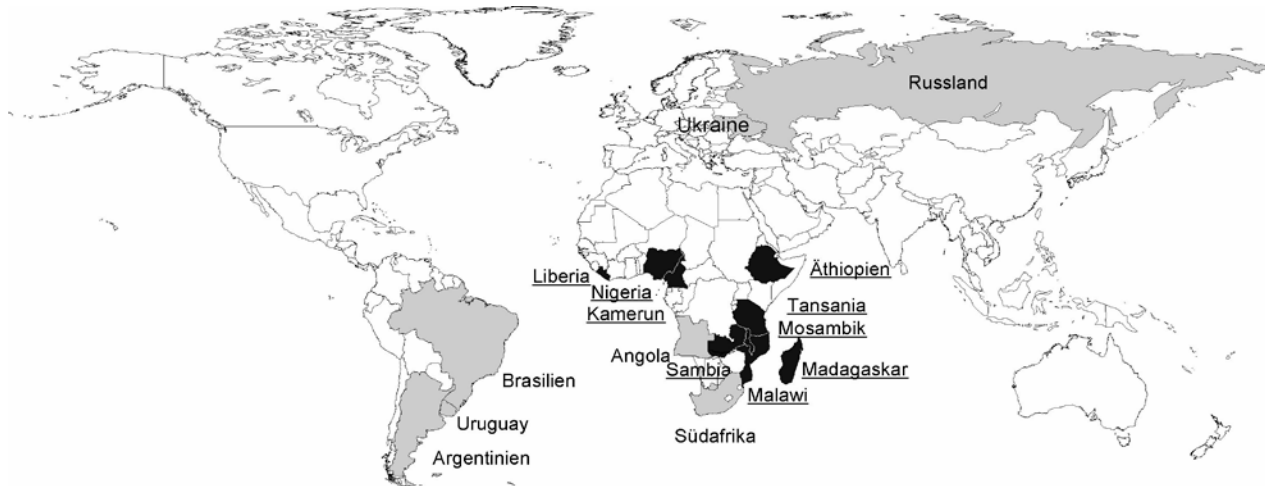 Russland
Ukraine
Liberia
Nigeria
Kamerun
Äthiopien
Tansania
Mosambik
Angola
Sambia
Madagaskar
Malawi
Brasilien
Uruguay
Südafrika
Argentinien